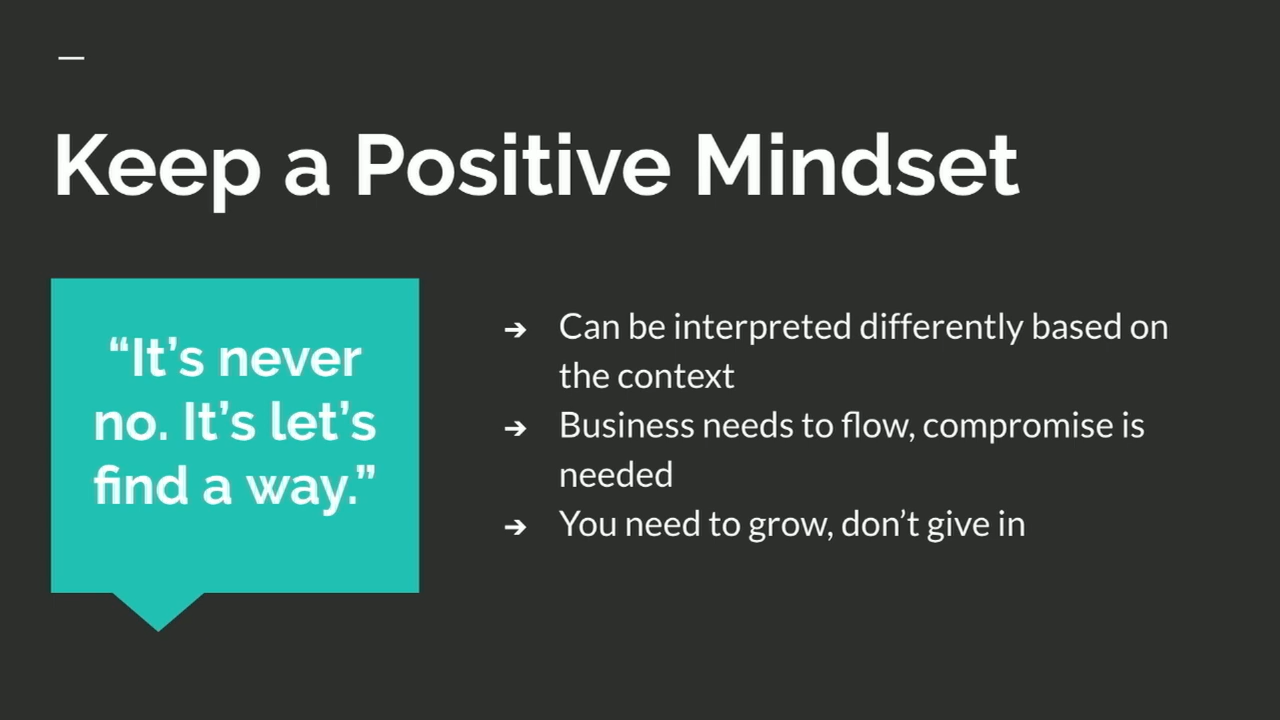 Keep a Positive Mindset
“It’s never
no. It’s let’s
find a way.”
➔ Can be interpreted differently based on
the context
➔ Business needs to flow, compromise is
needed
➔ You need to grow, don’t give in